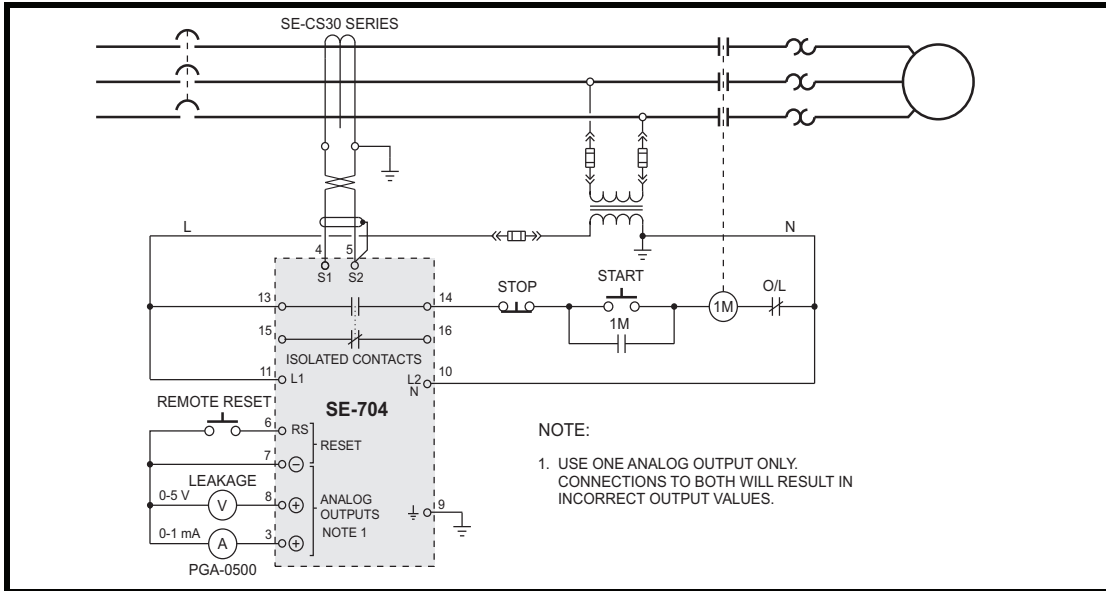 SE-CS30 SERIES
L
N
4
5
S1
S2
13
14
STOP
START
O/L
1M
1M
15
16
ISOLATED CONTACTS
11
L1
L2
N
10
SE-704
REMOTE RESET
6
RS
RESET
7
LEAKAGE
0-5 V
V
8
ANALOG
OUTPUTS
NOTE 1
9
0-1 mA
A
3
PGA-0500
NOTE:
1. USE ONE ANALOG OUTPUT ONLY.
CONNECTIONS TO BOTH WILL RESULT IN
INCORRECT OUTPUT VALUES.